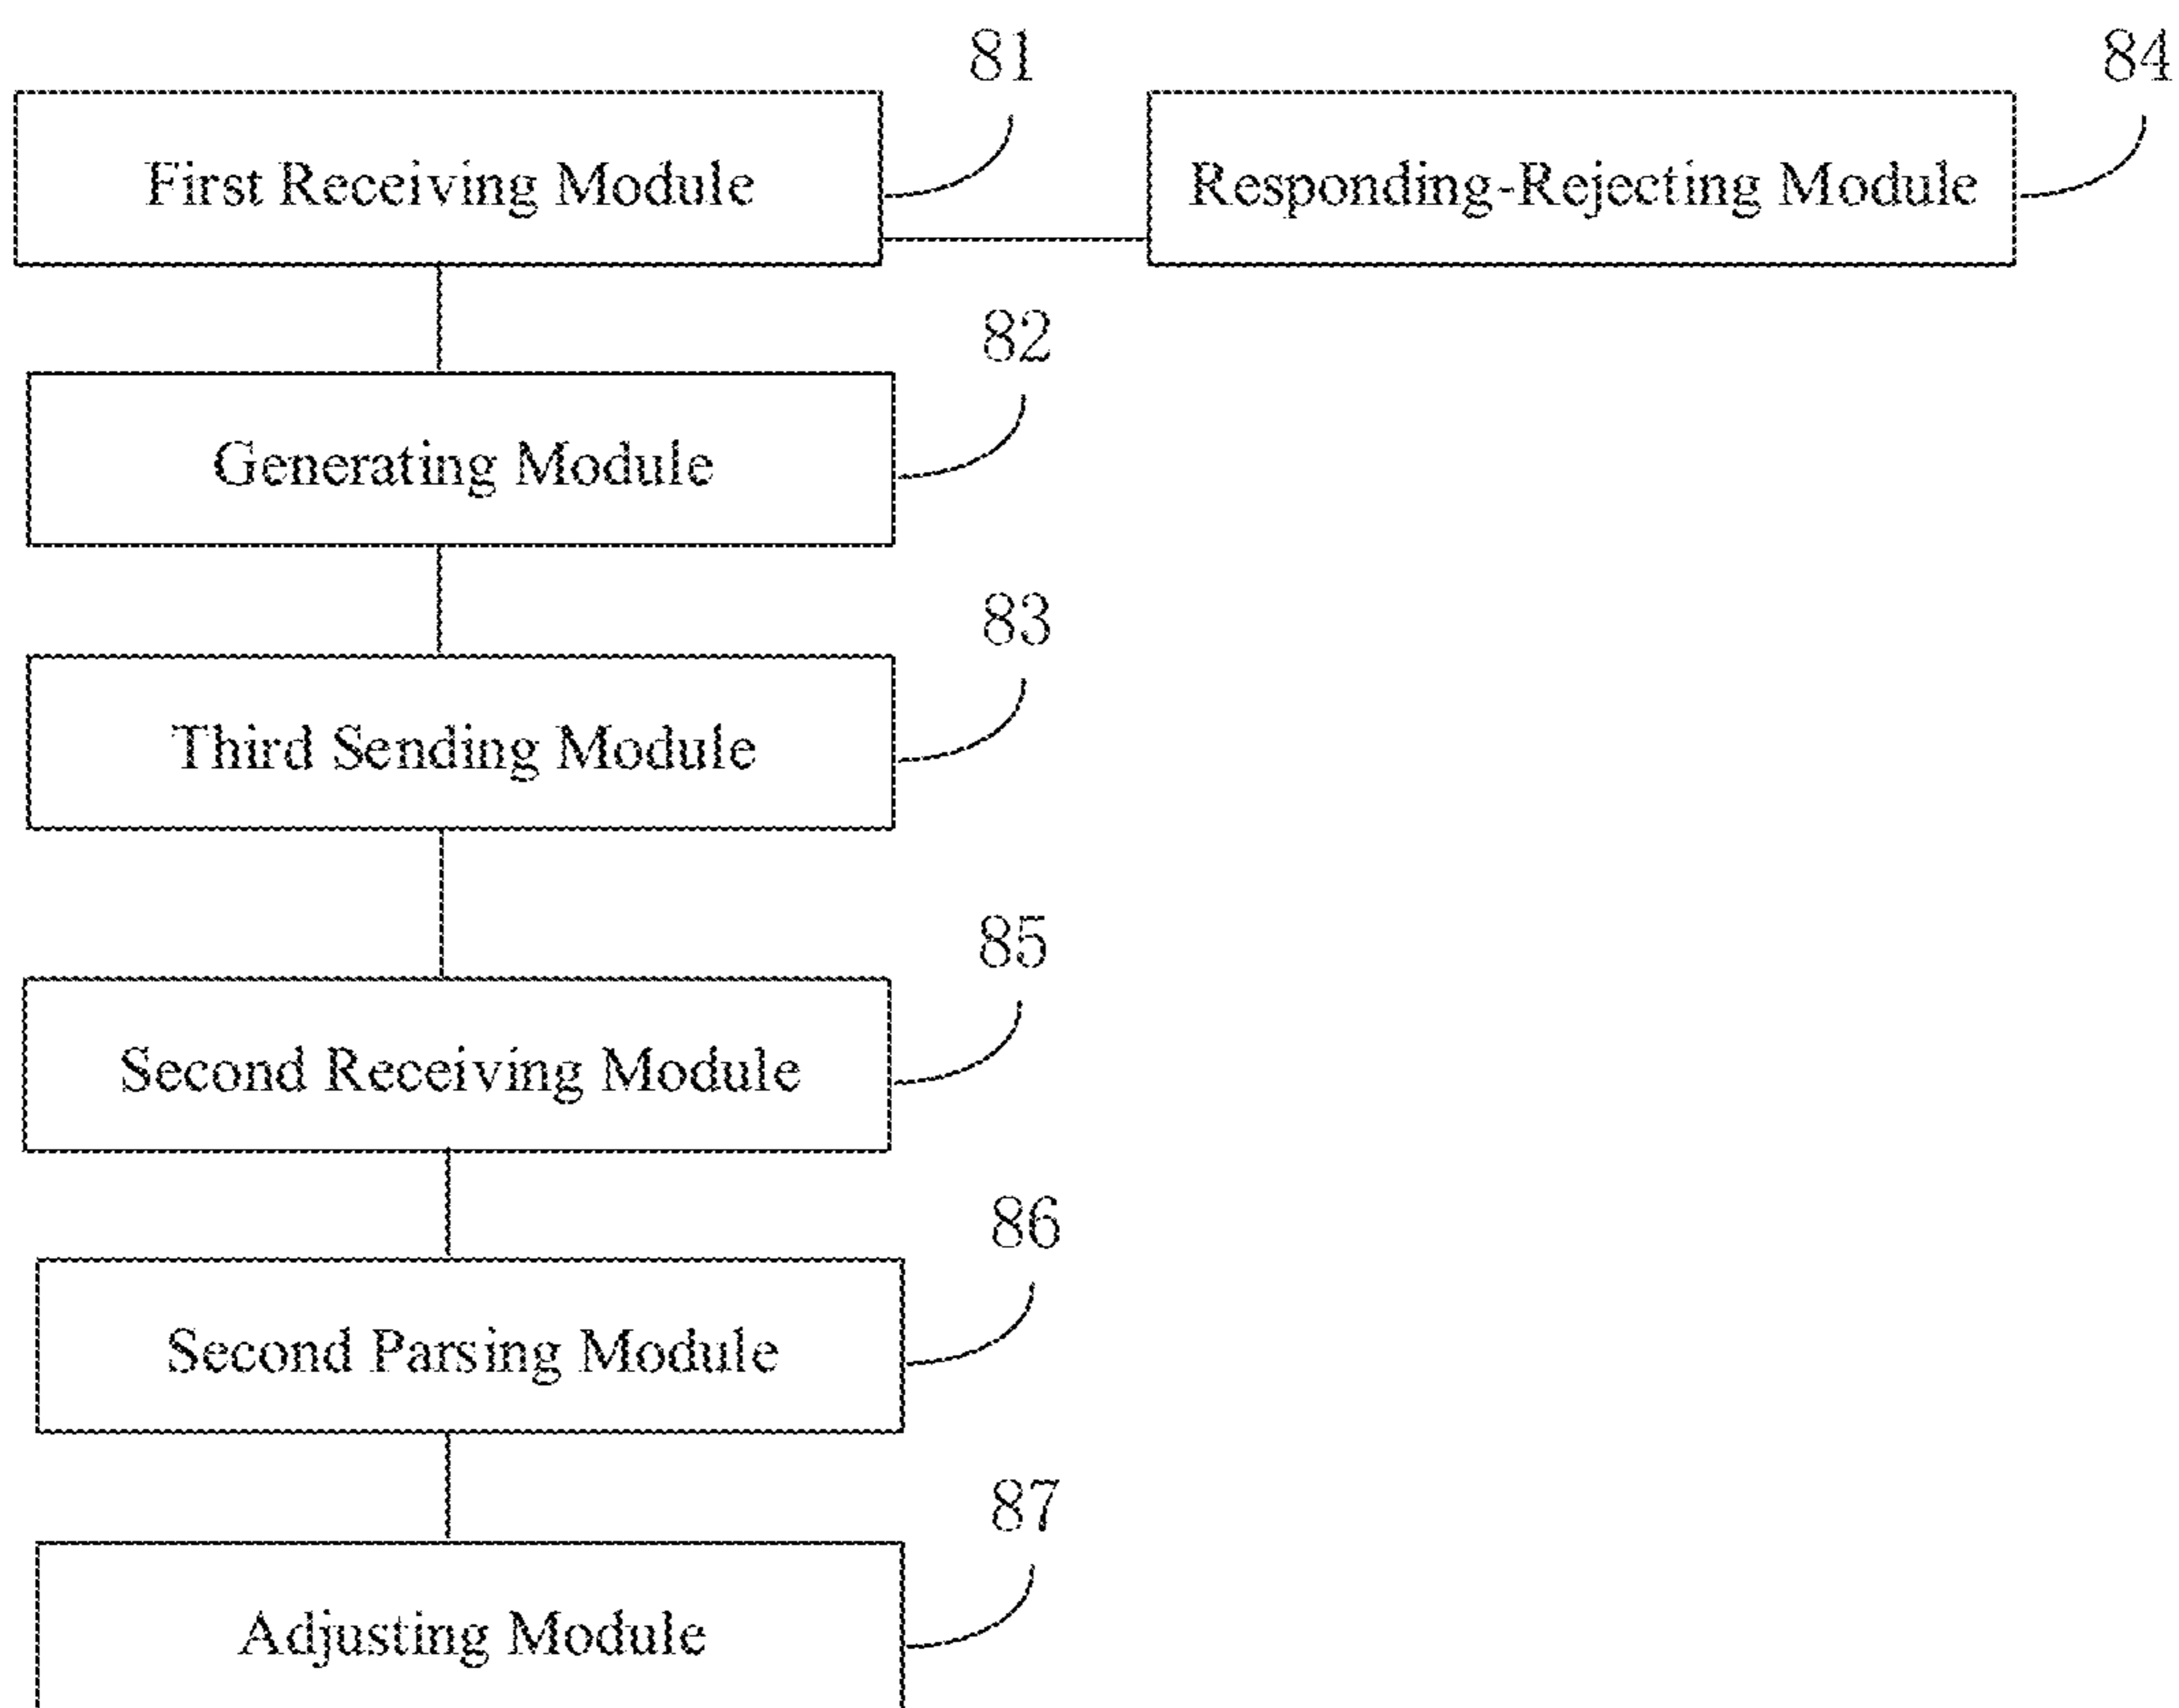 81
84
First Receiving Module
Responding-Rejecting Module
82
Generating Module
83
Third Sending Module
85
Second Receiving Module
86
Second Parsing Module
87
Adjusting Module